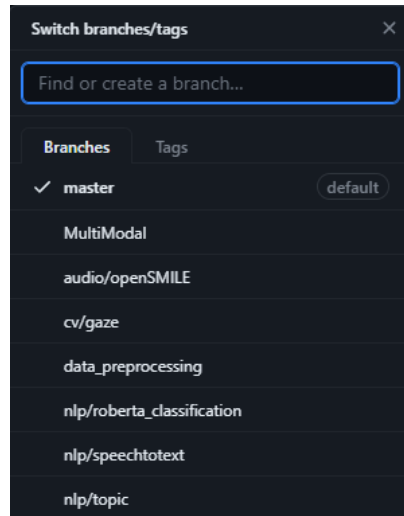 Switch branches/tags
Find or create a branch...
Branches Tags
master default
MultiModal
audio/openSMILE
cv/gaze
data_preprocessing
nlp/roberta_classification
nlp/speechtotext
nlp/topic